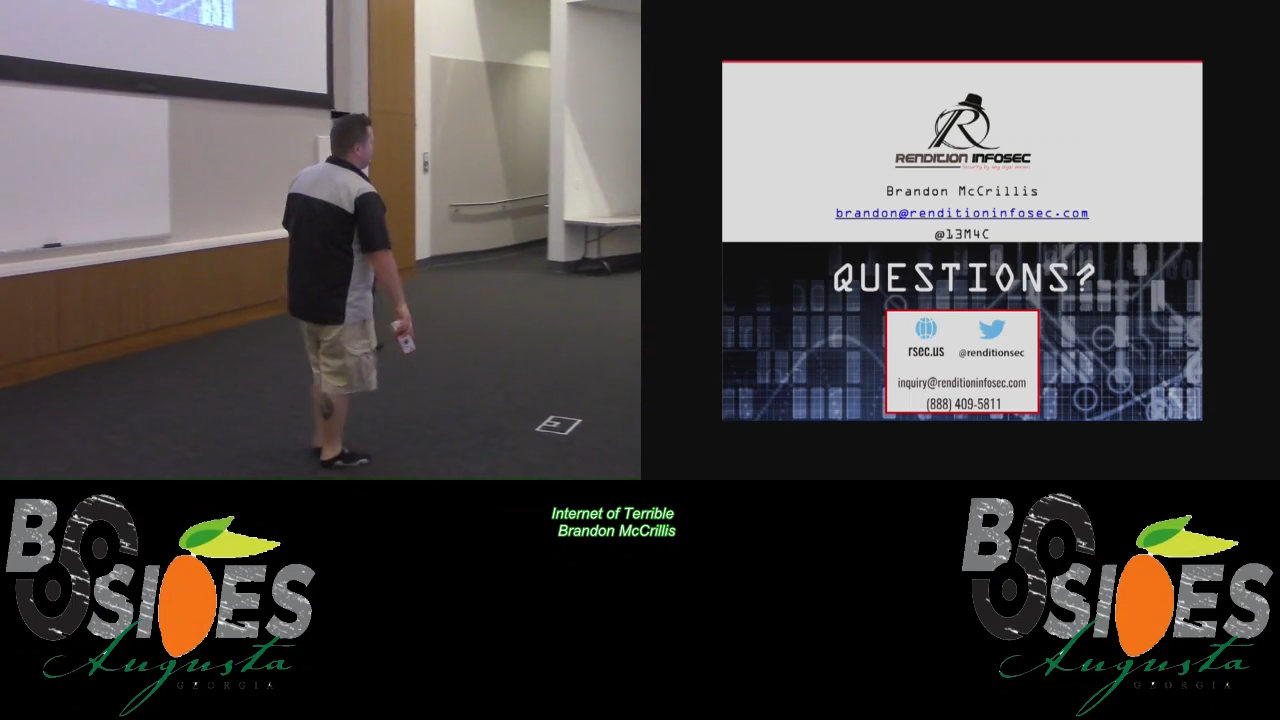 R
RENDITION INFOSEC
Brandon McCrillis
brandon@renditioninfosec.com
@13M4C
QUESTIONS?
rsec.us
@renditionsec
inquiry@renditioninfosec.com
(888) 409-5811
Internet of Terrible
Brandon McCrillis
BSIDES
Augusta
GEORGIA
BSIDES
Augusta
GEORGIA